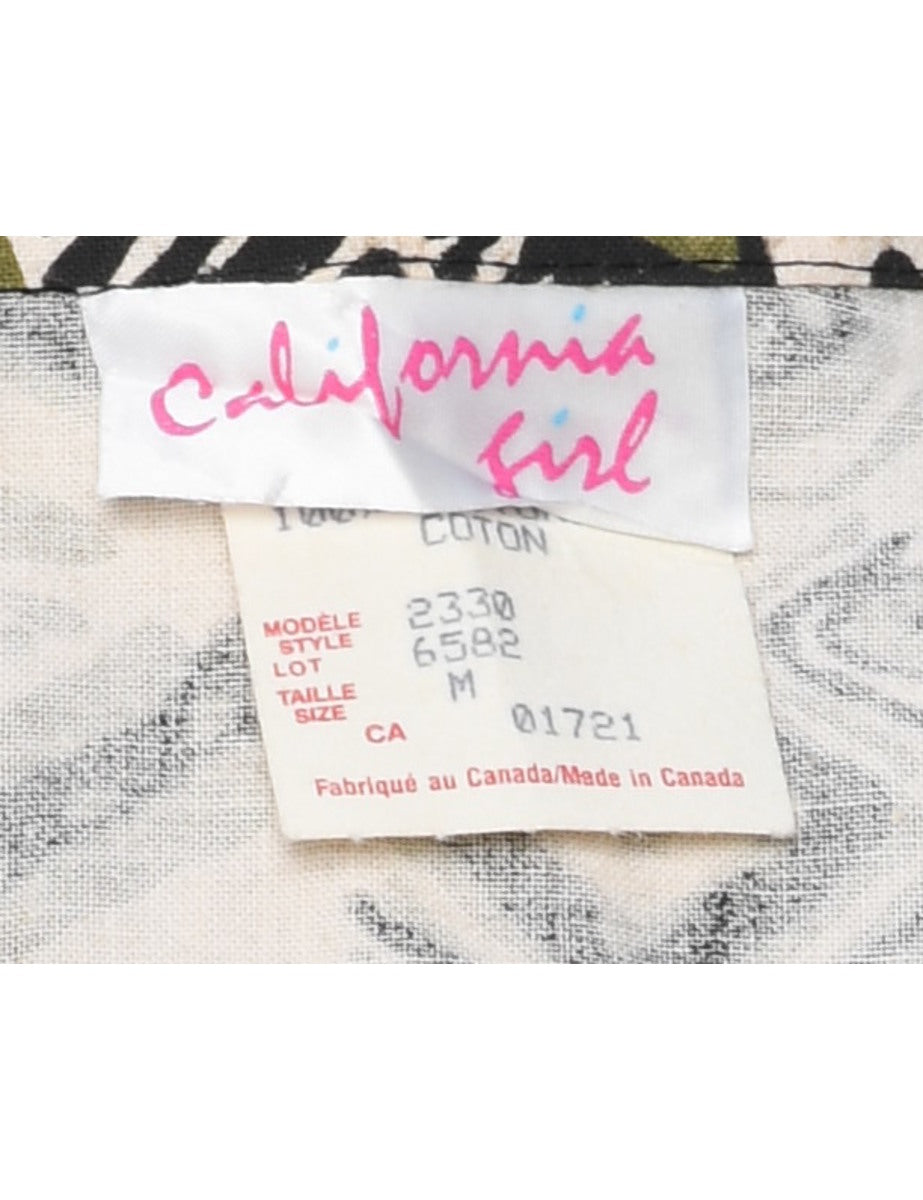 California
girl
COTON
MODÈLE 2330
STYLE
LOT 6582
TAILLE M
SIZE
CA 01721
Fabriqué au Canada/Made in Canada